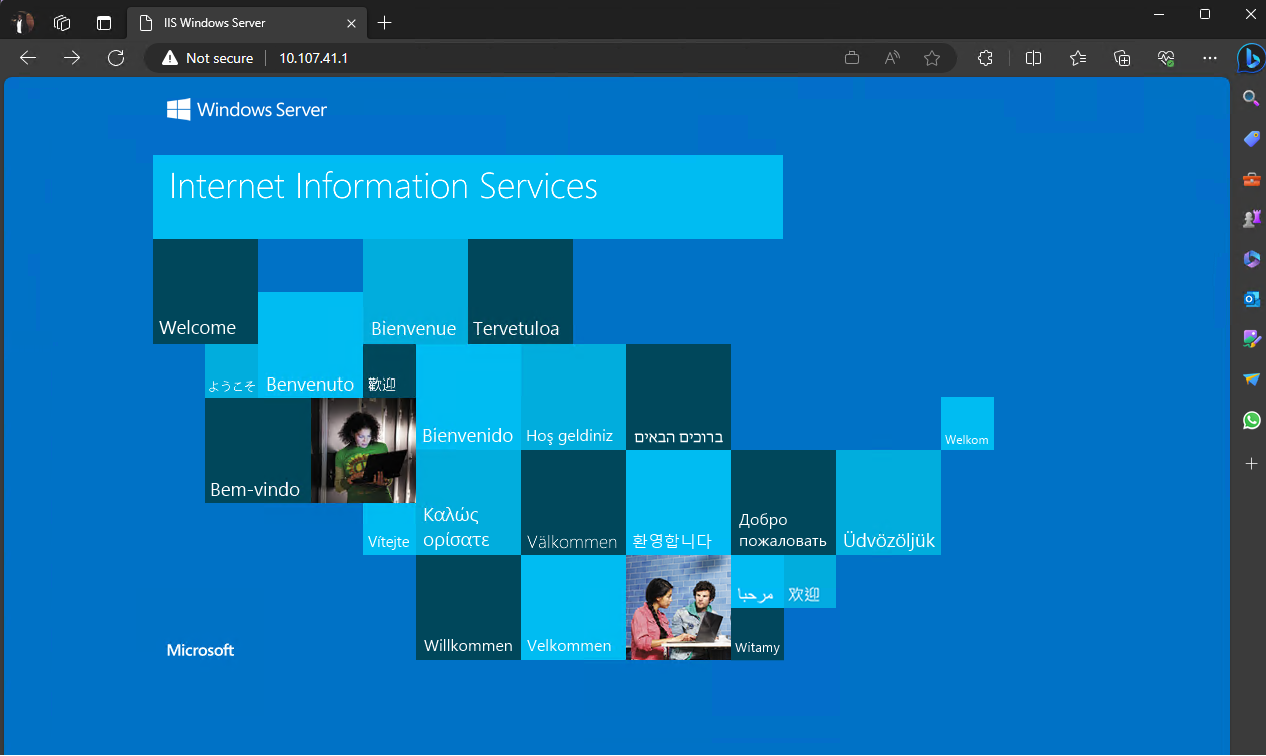 IIS Windows Server
Not secure
10.107.41.1
Windows Server
Internet Information Services
Welcome
Bienvenue
Tervetuloa
ようこそ
Benvenuto
歡迎
Bienvenido
Hoş geldiniz
ברוכים הבאים
Welkom
Bem-vindo
Vítejte
Καλώς
ορίσατε
Välkommen
환영합니다
Добро
пожаловать
Üdvözöljük
Willkommen
Velkommen
مرحبا
欢迎
Witamy
Microsoft